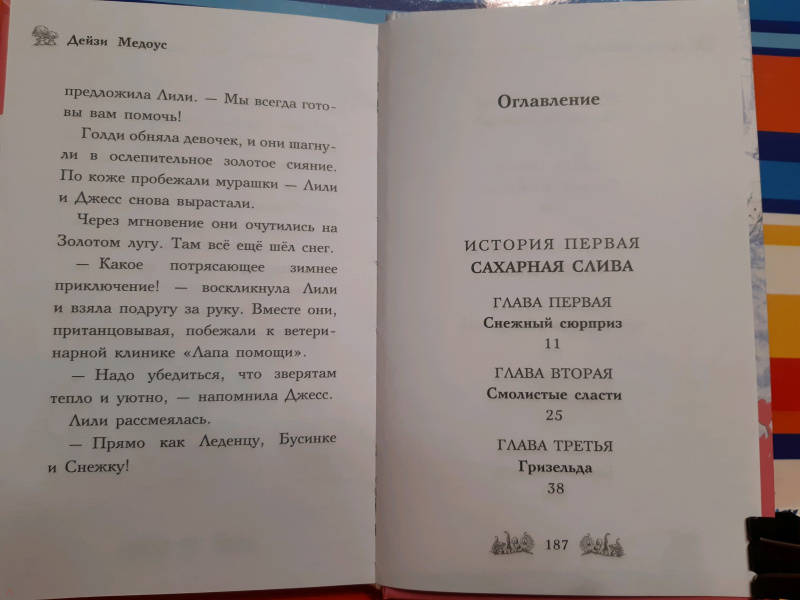 Дейзи Медоус
предложила Лили. — Мы всегда гото-
вы вам помочь!
Голди обняла девочек, и они шагну-
ли в ослепительное золотое сияние.
По коже пробежали мурашки — Лили
и Джесс снова вырастали.
Через мгновение они очутились на
Золотом лугу. Там всё ещё шёл снег.
— Какое потрясающее зимнее
приключение! — воскликнула Лили
и взяла подругу за руку. Вместе они,
пританцовывая, побежали к ветери-
нарной клинике «Лапа помощи».
— Надо убедиться, что зверятам
тепло и уютно, — напомнила Джесс.
Лили рассмеялась.
— Прямо как Леденцу, Бусинке
и Снежку!
Оглавление
ИСТОРИЯ ПЕРВАЯ
САХАРНАЯ СЛИВА
ГЛАВА ПЕРВАЯ
Снежный сюрприз
11
ГЛАВА ВТОРАЯ
Смолистые сласти
25
ГЛАВА ТРЕТЬЯ
Гризельда
38
187